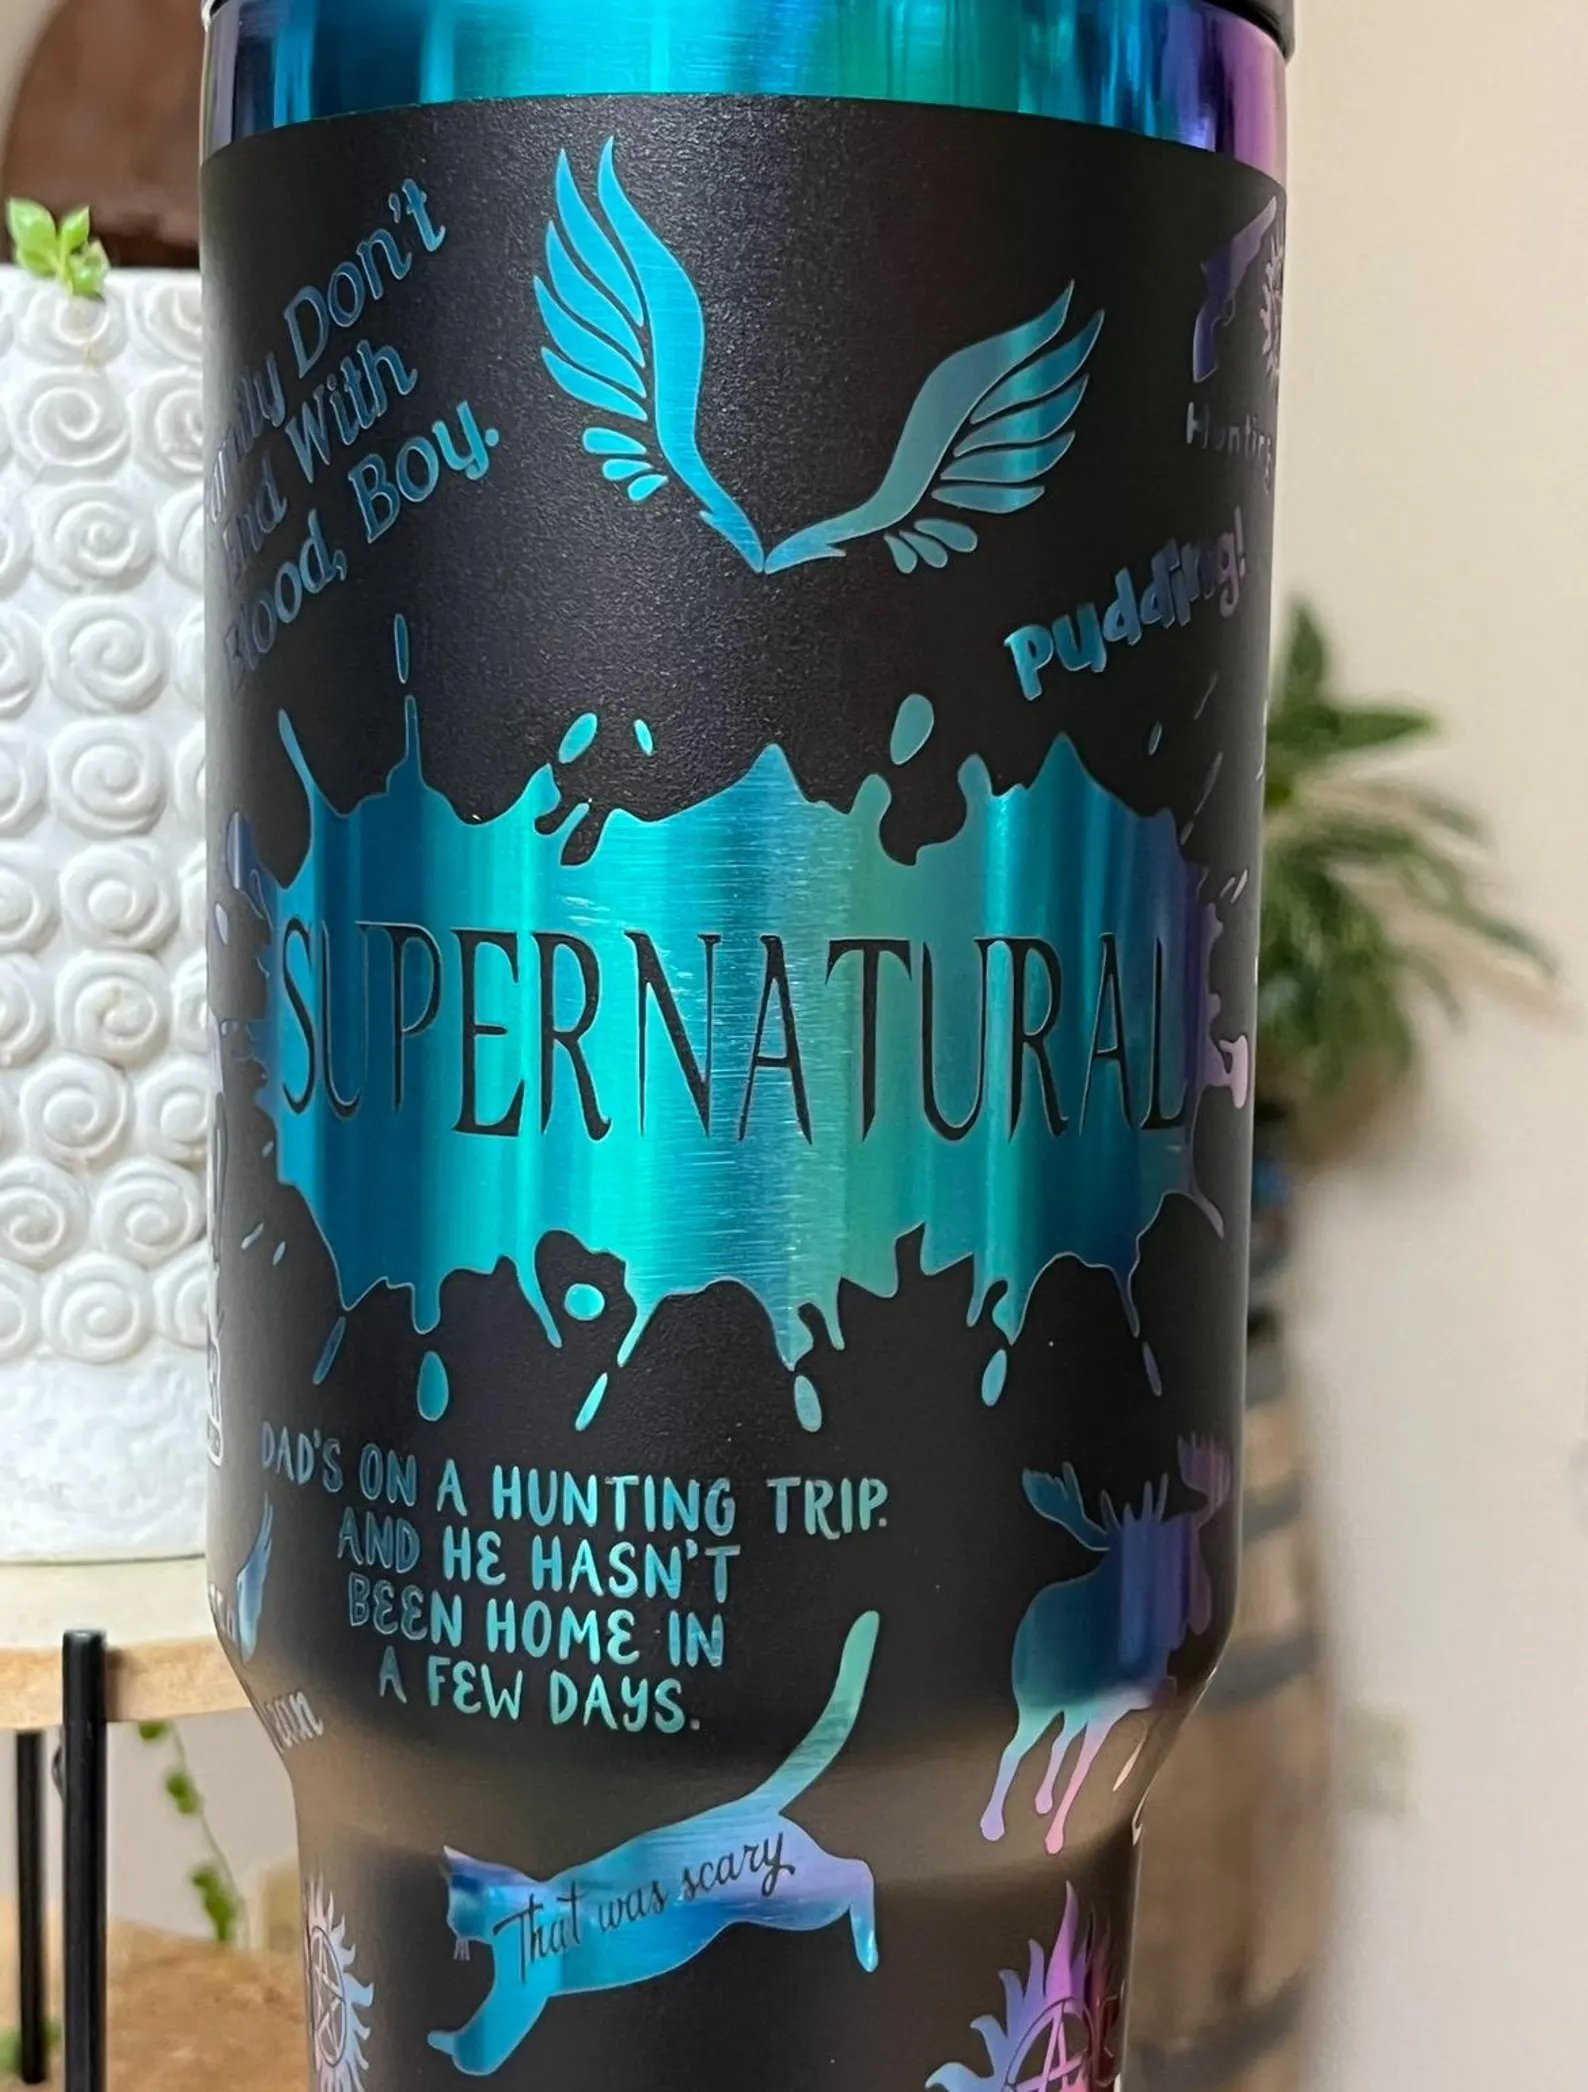 Don't
With
Blood, Boy.
Hunting
Pudding!
SUPERNATURAL
DAD'S ON A HUNTING TRIP.
AND HE HASN'T
BEEN HOME IN
A FEW DAYS.
That was scary